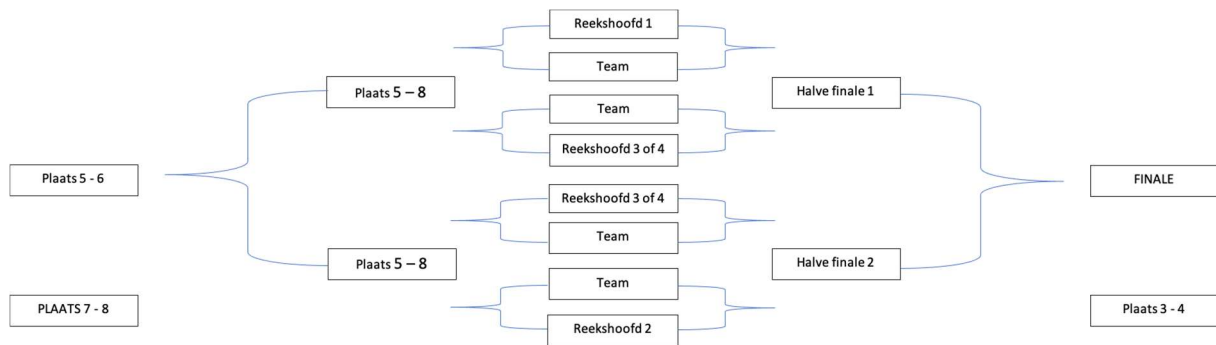 Reekshoofd 1
Team
Plaats 5 – 8
Halve finale 1
Team
Reekshoofd 3 of 4
Plaats 5 - 6
FINALE
Reekshoofd 3 of 4
Team
Plaats 5 – 8
Halve finale 2
Team
PLAATS 7 - 8
Plaats 3 - 4
Reekshoofd 2